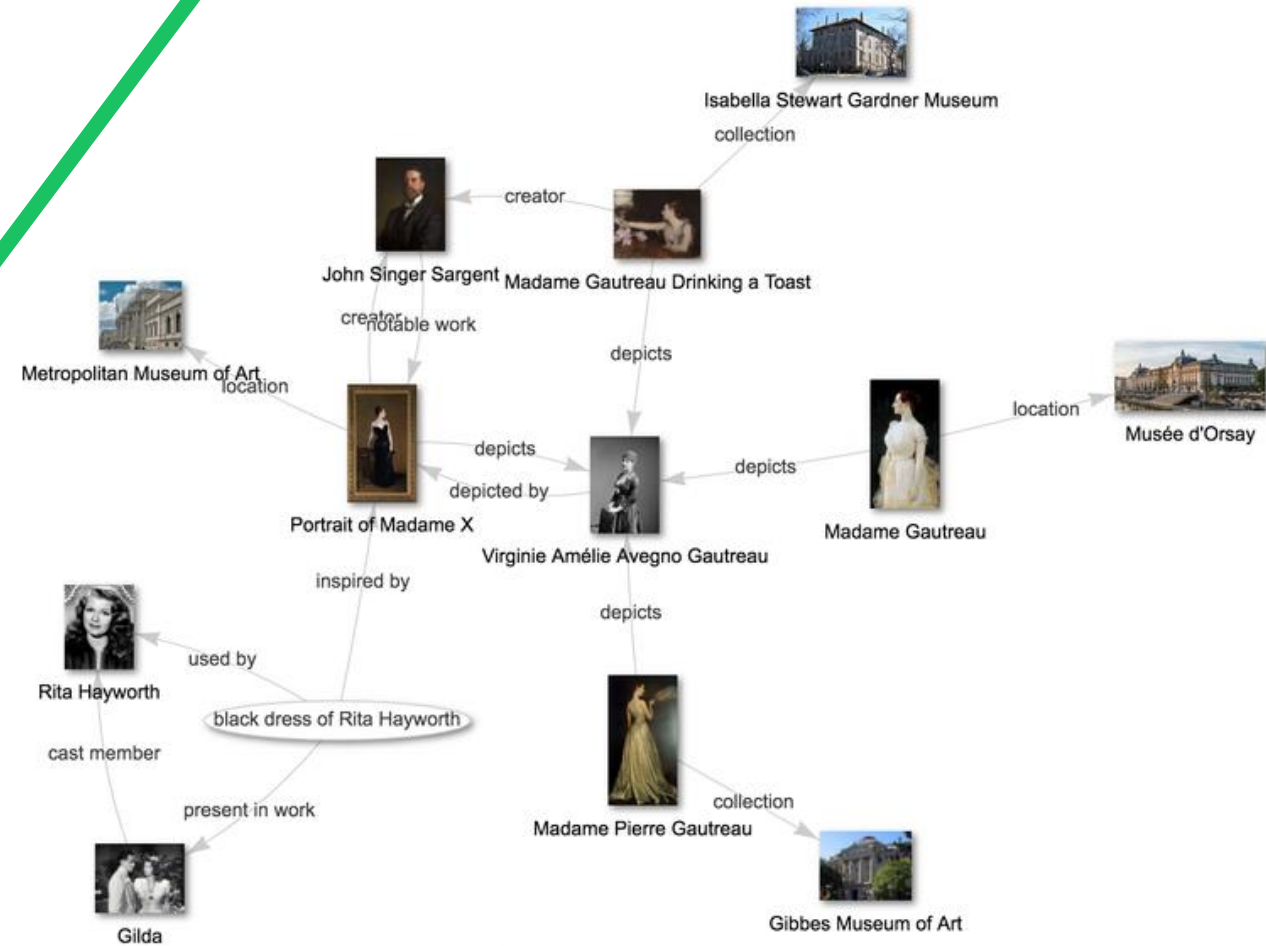 Isabella Stewart Gardner Museum
collection
creator
John Singer Sargent
Madame Gautreau Drinking a Toast
creator
notable work
depicts
Metropolitan Museum of Art
location
location
Musée d'Orsay
depicts
depicts
depicted by
Portrait of Madame X
Madame Gautreau
Virginie Amélie Avegno Gautreau
inspired by
depicts
used by
Rita Hayworth
black dress of Rita Hayworth
cast member
present in work
collection
Madame Pierre Gautreau
Gibbes Museum of Art
Gilda